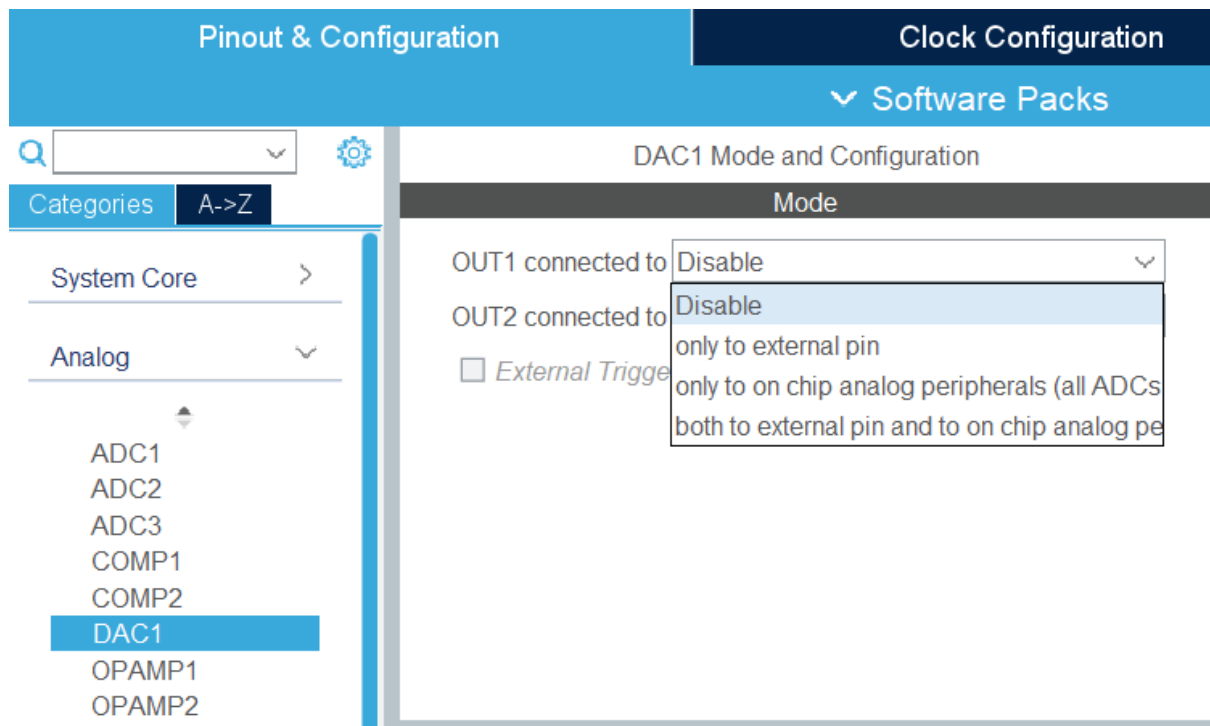 Pinout & Configuration
Clock Configuration
Software Packs
DAC1 Mode and Configuration
Categories
A->Z
Mode
System Core
Analog
ADC1
ADC2
ADC3
COMP1
COMP2
DAC1
OPAMP1
OPAMP2
OUT1 connected to Disable
OUT2 connected to
External Trigge
Disable
only to external pin
only to on chip analog peripherals (all ADCs
both to external pin and to on chip analog pe